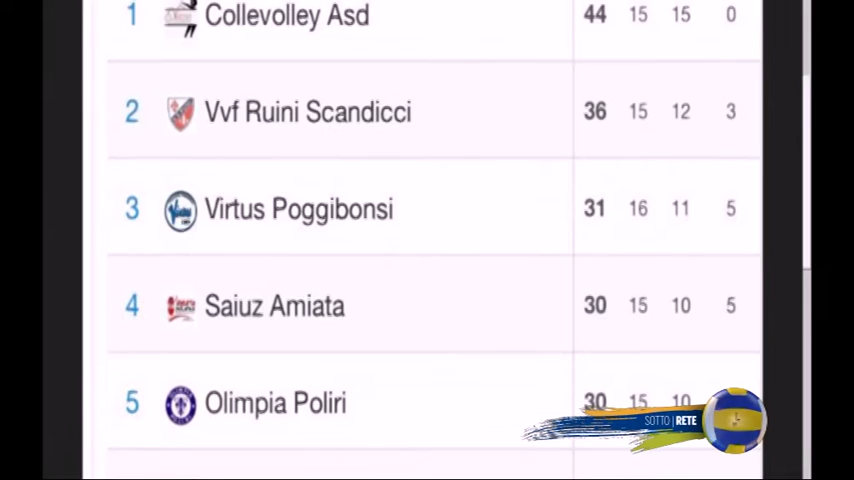 1 Collevolley Asd 44 15 15 0
2 Vvf Ruini Scandicci 36 15 12 3
3 Virtus Poggibonsi 31 16 11 5
4 Saiuz Amiata 30 15 10 5
5 Olimpia Poliri 30 15 10
SOTTO|RETE